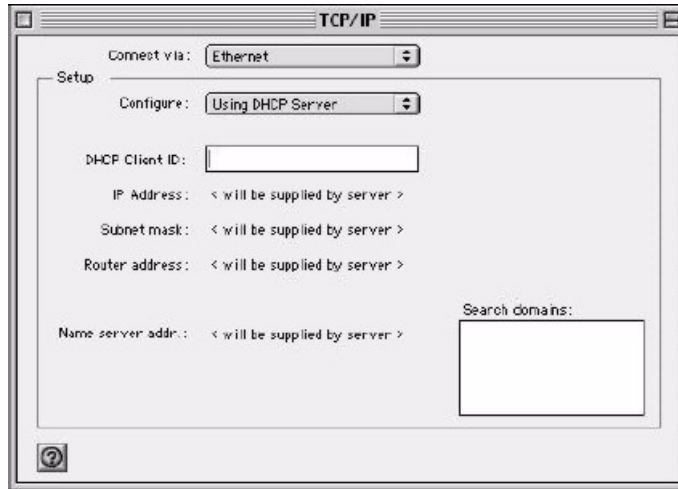 TCP/IP
Connect via: Ethernet
Setup
Configure: Using DHCP Server
DHCP Client ID:
IP Address: < will be supplied by server >
Subnet mask: < will be supplied by server >
Router address: < will be supplied by server >
Search domains:
Name server addr.: < will be supplied by server >
?